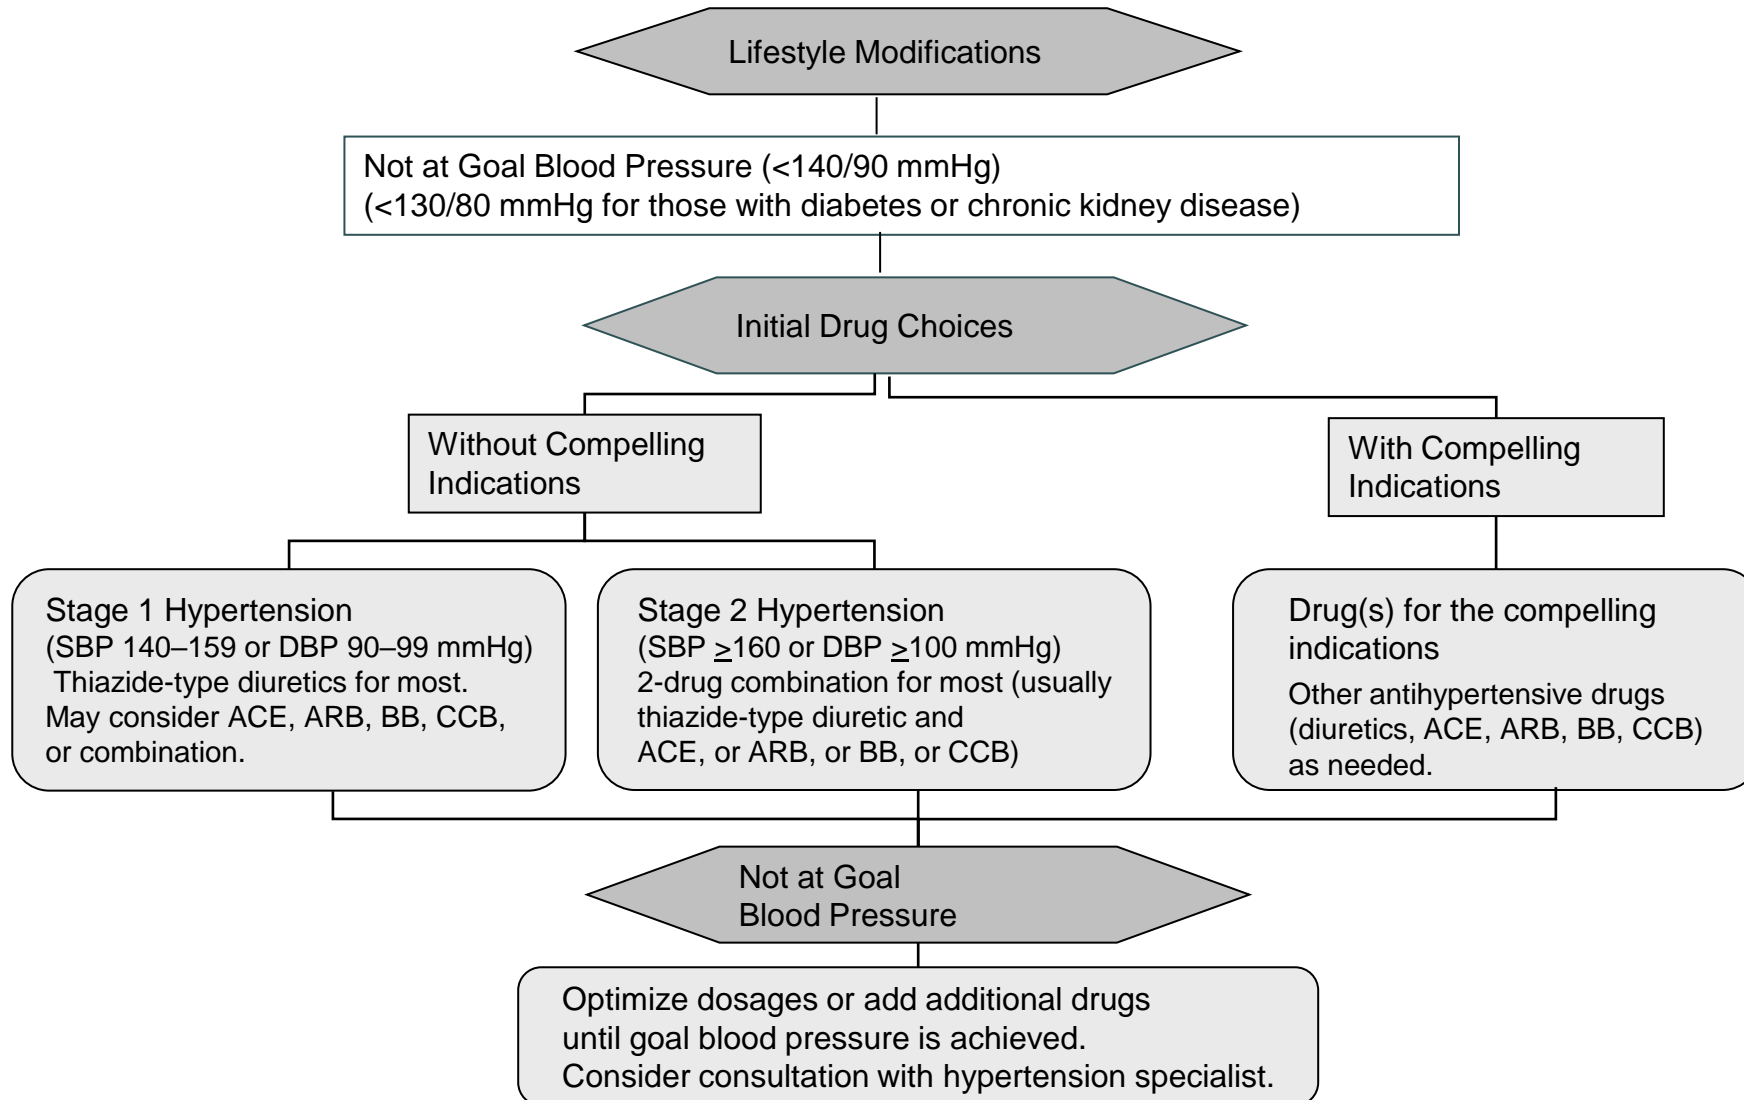 Lifestyle Modifications
Not at Goal Blood Pressure (<140/90 mmHg)
(<130/80 mmHg for those with diabetes or chronic kidney disease)
Initial Drug Choices
Without Compelling
Indications
With Compelling
Indications
Stage 1 Hypertension
(SBP 140–159 or DBP 90–99 mmHg)
Thiazide-type diuretics for most.
May consider ACE, ARB, BB, CCB,
or combination.
Stage 2 Hypertension
(SBP ≥160 or DBP ≥100 mmHg)
2-drug combination for most (usually
thiazide-type diuretic and
ACE, or ARB, or BB, or CCB)
Drug(s) for the compelling
indications
Other antihypertensive drugs
(diuretics, ACE, ARB, BB, CCB)
as needed.
Not at Goal
Blood Pressure
Optimize dosages or add additional drugs
until goal blood pressure is achieved.
Consider consultation with hypertension specialist.